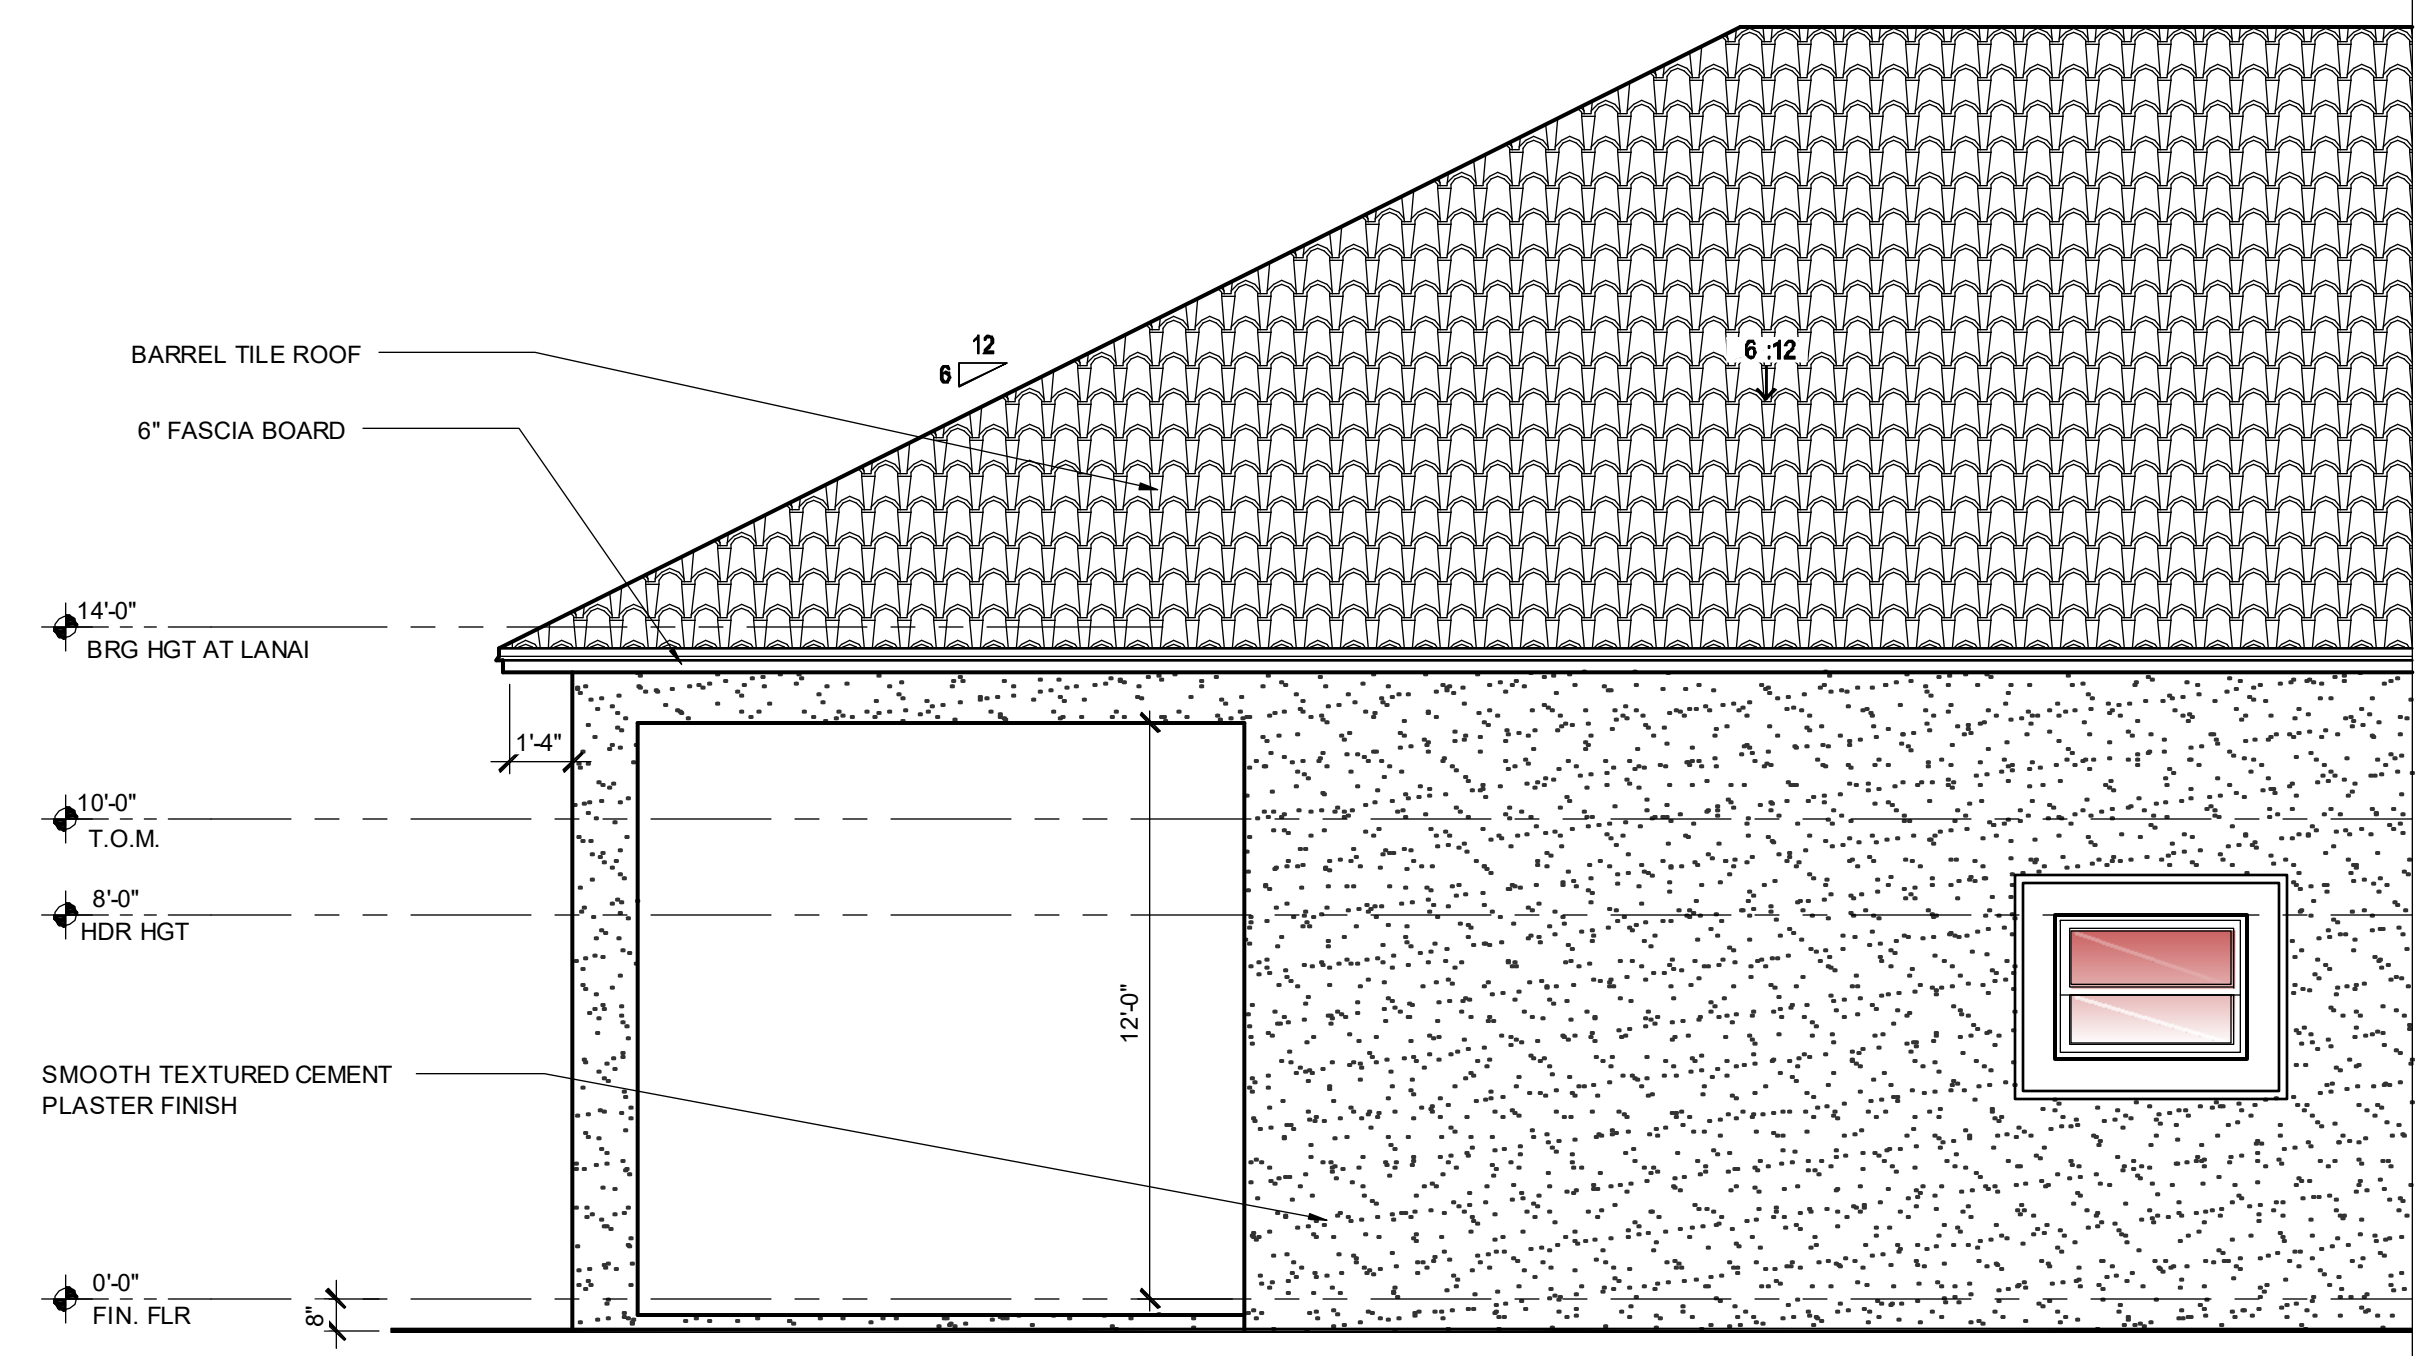 12
6
6 :12
BARREL TILE ROOF
6" FASCIA BOARD
14'-0"
BRG HGT AT LANAI
1'-4"
10'-0"
T.O.M.
8'-0"
HDR HGT
12'-0"
SMOOTH TEXTURED CEMENT
PLASTER FINISH
0'-0"
FIN. FLR
8"